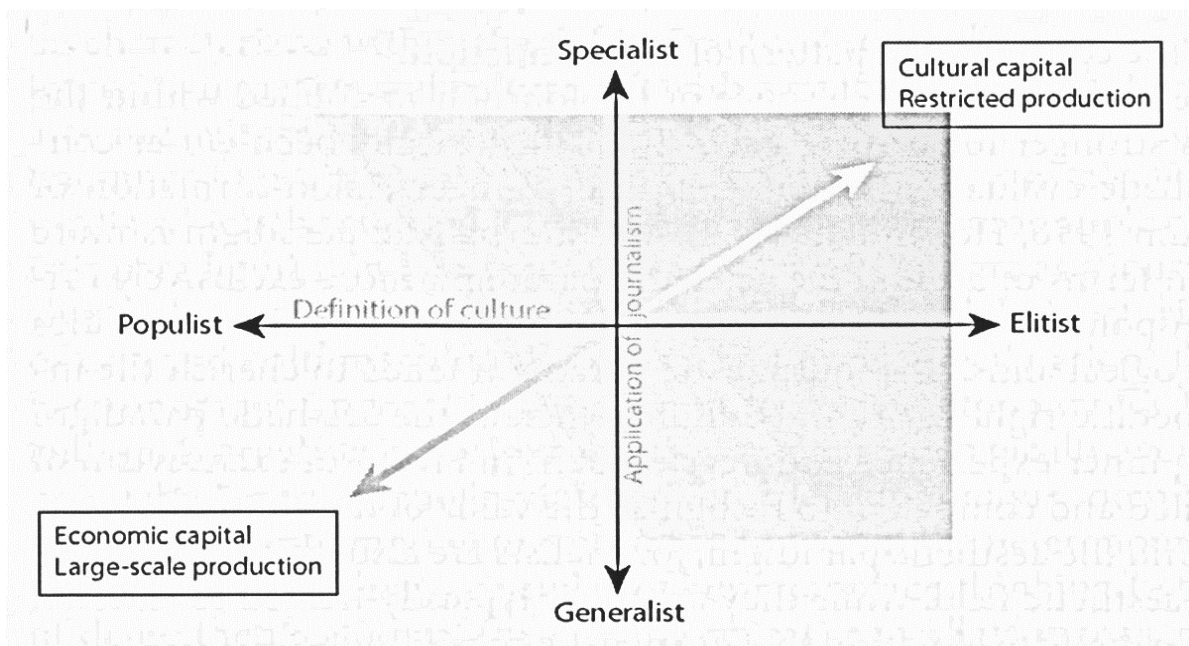 Specialist
Cultural capital
Restricted production
Definition of culture
Application of journalism
Populist
Elitist
Economic capital
Large-scale production
Generalist